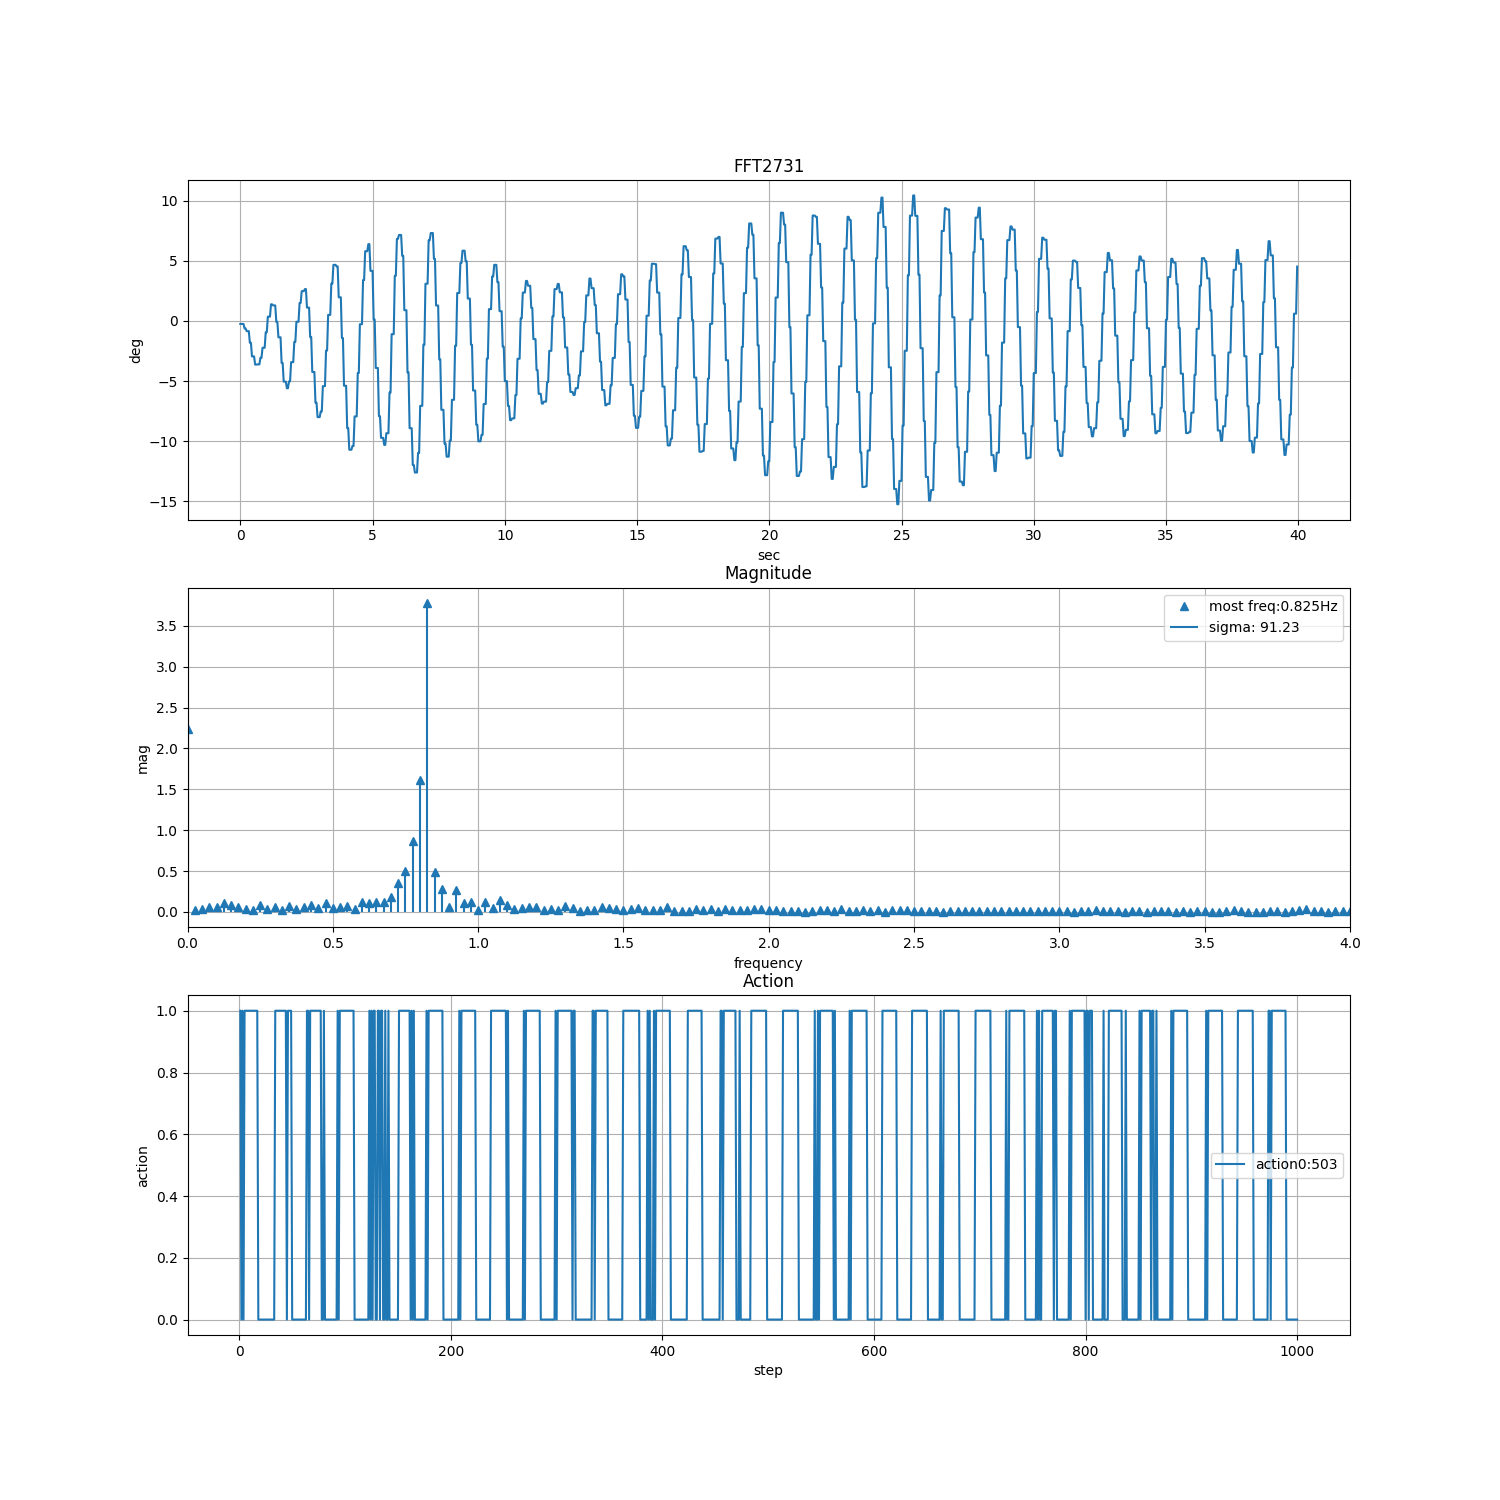 FFT2731
10
5
0
−5
−10
−15
deg
0 5 10 15 20 25 30 35 40
sec
Magnitude
most freq:0.825Hz
sigma: 91.23
3.5
3.0
2.5
2.0
1.5
1.0
0.5
0.0
mag
0.0 0.5 1.0 1.5 2.0 2.5 3.0 3.5 4.0
frequency
Action
1.0
0.8
0.6
0.4
0.2
0.0
action
action0:503
0 200 400 600 800 1000
step